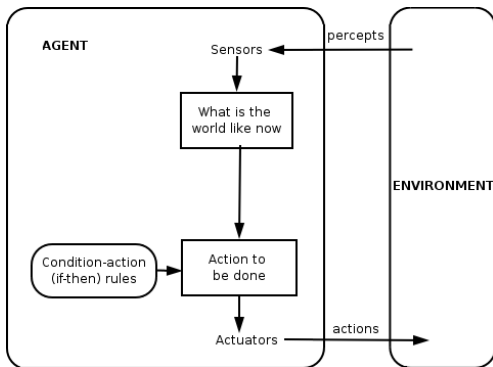 AGENT
Sensors
percepts
What is the
world like now
ENVIRONMENT
Condition-action
(if-then) rules
Action to
be done
Actuators
actions